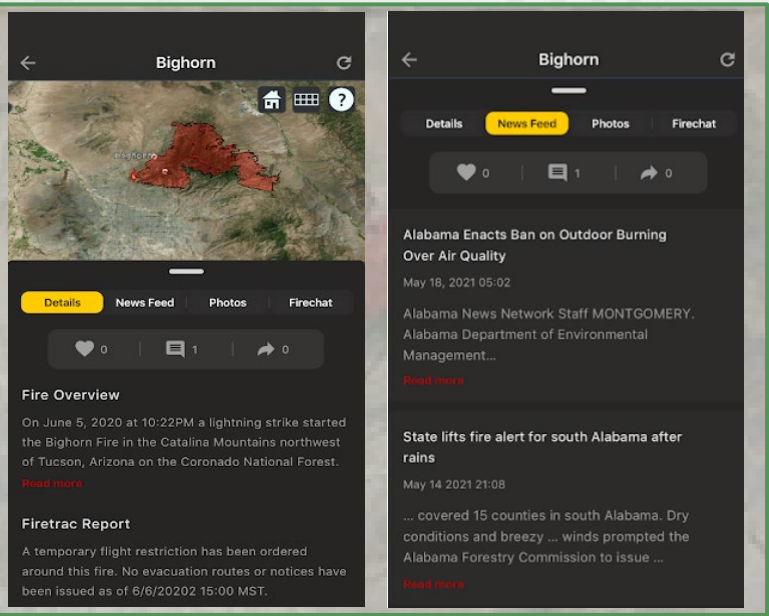 Bighorn
?
Bighorn
Details News Feed Photos Firechat
0 1 0
Fire Overview
On June 5, 2020 at 10:22PM a lightning strike started
the Bighorn Fire in the Catalina Mountains northwest
of Tucson, Arizona on the Coronado National Forest.
Read more
Firetrac Report
A temporary flight restriction has been ordered
around this fire. No evacuation routes or notices have
been issued as of 6/6/20202 15:00 MST.
Bighorn
Details News Feed Photos Firechat
0 1 0
Alabama Enacts Ban on Outdoor Burning
Over Air Quality
May 18, 2021 05:02
Alabama News Network Staff MONTGOMERY.
Alabama Department of Environmental
Management...
Read more
State lifts fire alert for south Alabama after
rains
May 14 2021 21:08
... covered 15 counties in south Alabama. Dry
conditions and breezy ... winds prompted the
Alabama Forestry Commission to issue ...
Read more